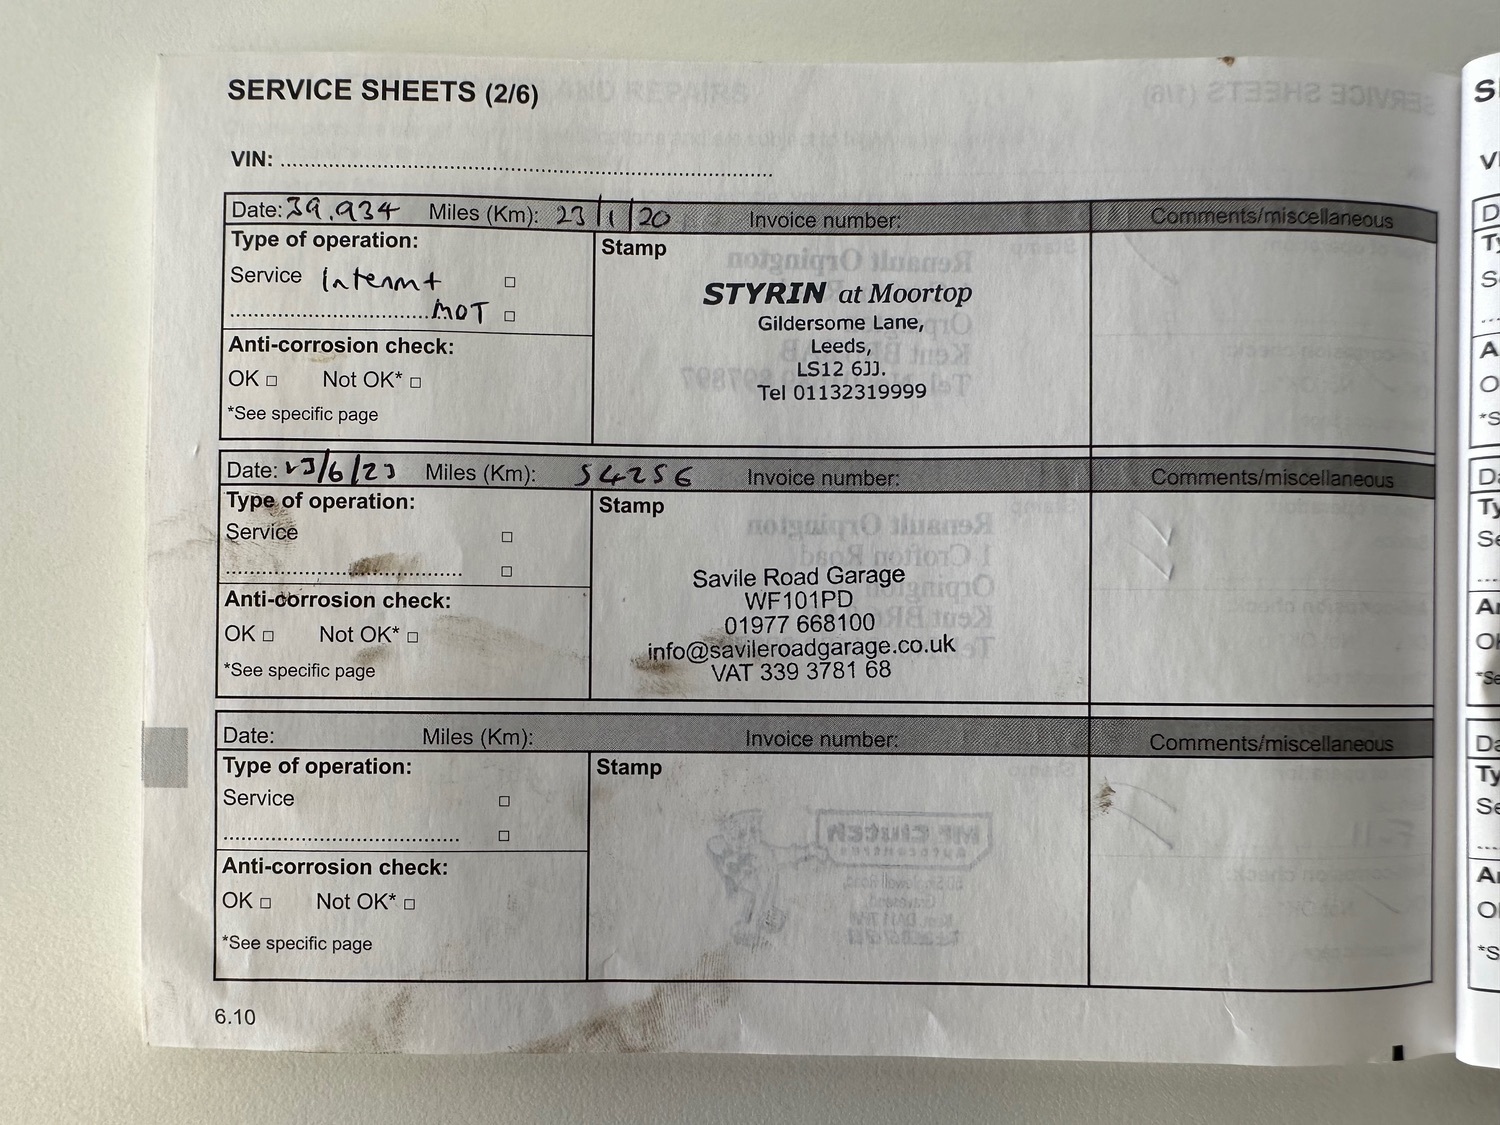 SERVICE SHEETS (2/6)
VIN:
Date: 39.934 Miles (Km): 23/1/20 Invoice number: Comments/miscellaneous
Type of operation:
Stamp
Service Intermt
MOT
STYRIN at Moortop
Gildersome Lane,
Leeds,
LS12 6JJ.
Tel 01132319999
Anti-corrosion check:
OK Not OK*
*See specific page
Date: 23/6/23 Miles (Km): 54256 Invoice number: Comments/miscellaneous
Type of operation:
Stamp
Service
Savile Road Garage
WF101PD
01977 668100
info@savileroadgarage.co.uk
VAT 339 3781 68
Anti-corrosion check:
OK Not OK*
*See specific page
Date: Miles (Km): Invoice number: Comments/miscellaneous
Type of operation:
Stamp
Service
Anti-corrosion check:
OK Not OK*
*See specific page
6.10